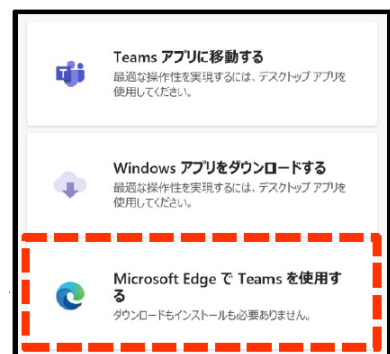 Teams アプリに移動する
最適な操作性を実現するには、デスクトップ アプリを
使用してください。
Windows アプリをダウンロードする
最適な操作性を実現するには、デスクトップ アプリを
使用してください。
Microsoft Edge で Teams を使用す
る
ダウンロードもインストールも必要ありません。